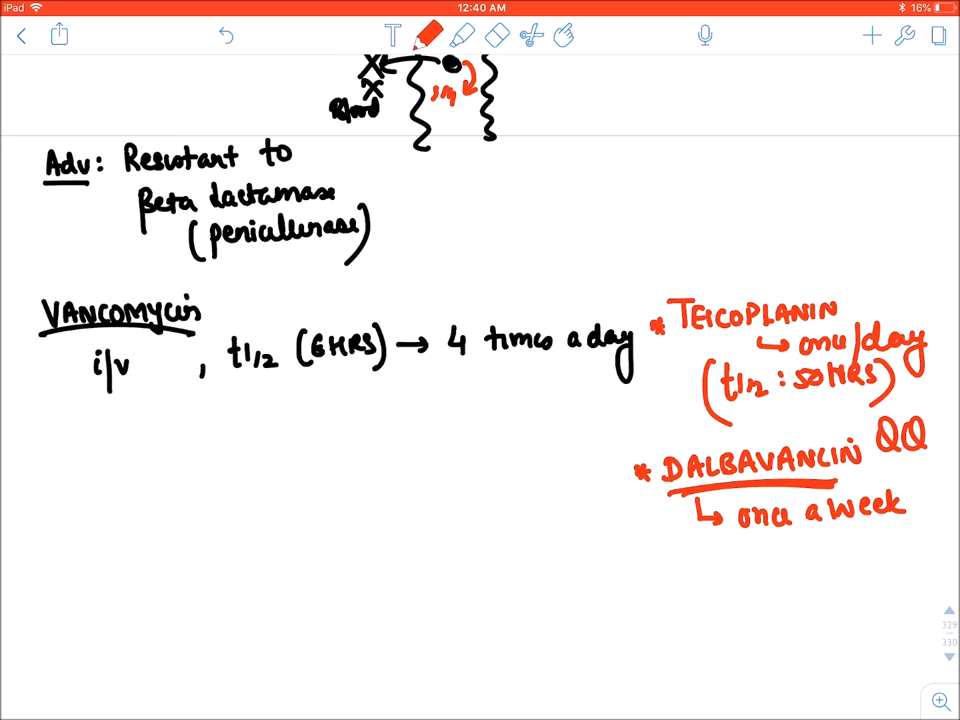 iPad
12:40 AM
16%
T
Blood
Adv: Resistant to
Beta lactamase
(penicillinase)
VANCOMYcin
i/v , t1/2 (6HRS) → 4 times a day
* TEICOPLANIN
↳ once/day
(t1/2 : 50HRS)
* DALBAVANCIN QQ
↳ once a week
329
330